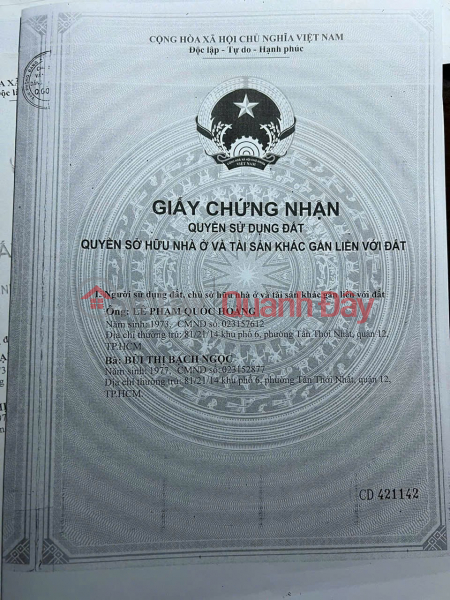 CỘNG HÒA XÃ HỘI CHỦ NGHĨA VIỆT NAM
Độc lập - Tự do - Hạnh phúc
VIỆT NAM
GIẤY CHỨNG NHẬN
QUYỀN SỬ DỤNG ĐẤT
QUYỀN SỞ HỮU NHÀ Ở VÀ TÀI SẢN KHÁC GẮN LIỀN VỚI ĐẤT
I. Người sử dụng đất, chủ sở hữu nhà ở và tài sản khác gắn liền với đất
Ông: LÊ PHẠM QUỐC HOÀNG
Quanh Đây
Năm sinh:1973, CMND số: 023157612
Địa chỉ thường trú: 81/21/14 khu phố 6, phường Tân Thới Nhất, quận 12,
TP.HCM.
Bà: BÙI THỊ BẠCH NGỌC
Năm sinh: 1977, CMND số: 023152877
Địa chỉ thường trú: 81/21/14 khu phố 6, phường Tân Thới Nhất, quận 12,
TP.HCM.
CD 421142